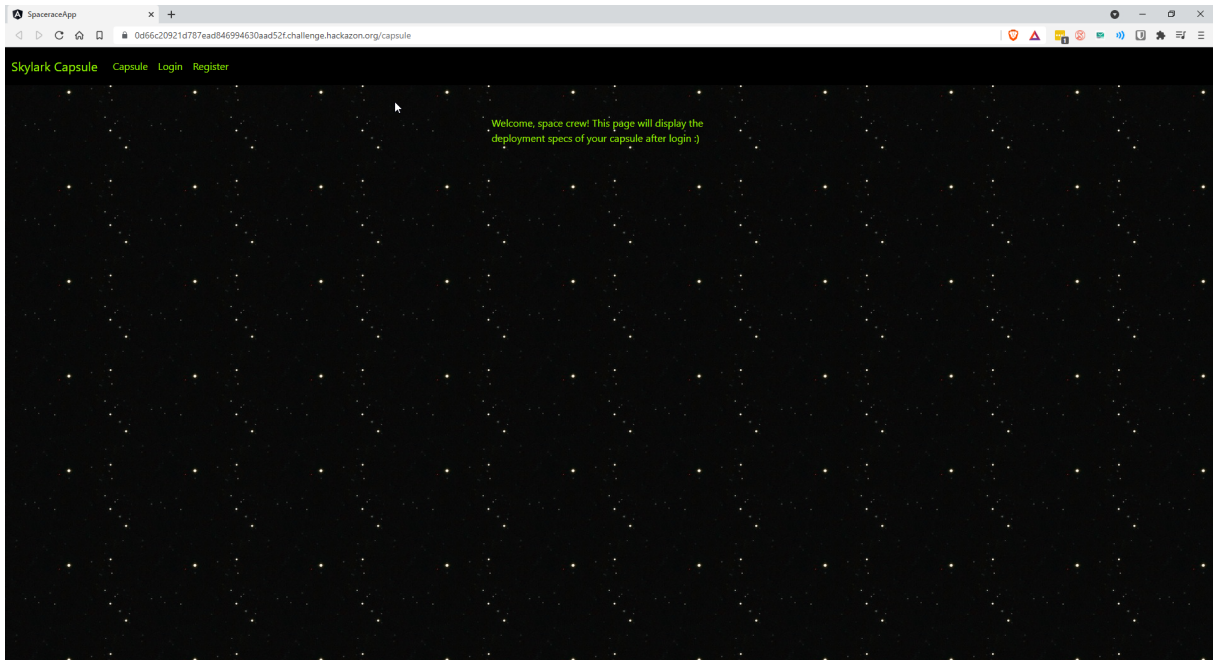 SpaceraceApp
0d66c20921d787ead846994630aad52f.challenge.hackazon.org/capsule
Skylark Capsule Capsule Login Register
Welcome, space crew! This page will display the
deployment specs of your capsule after login :)